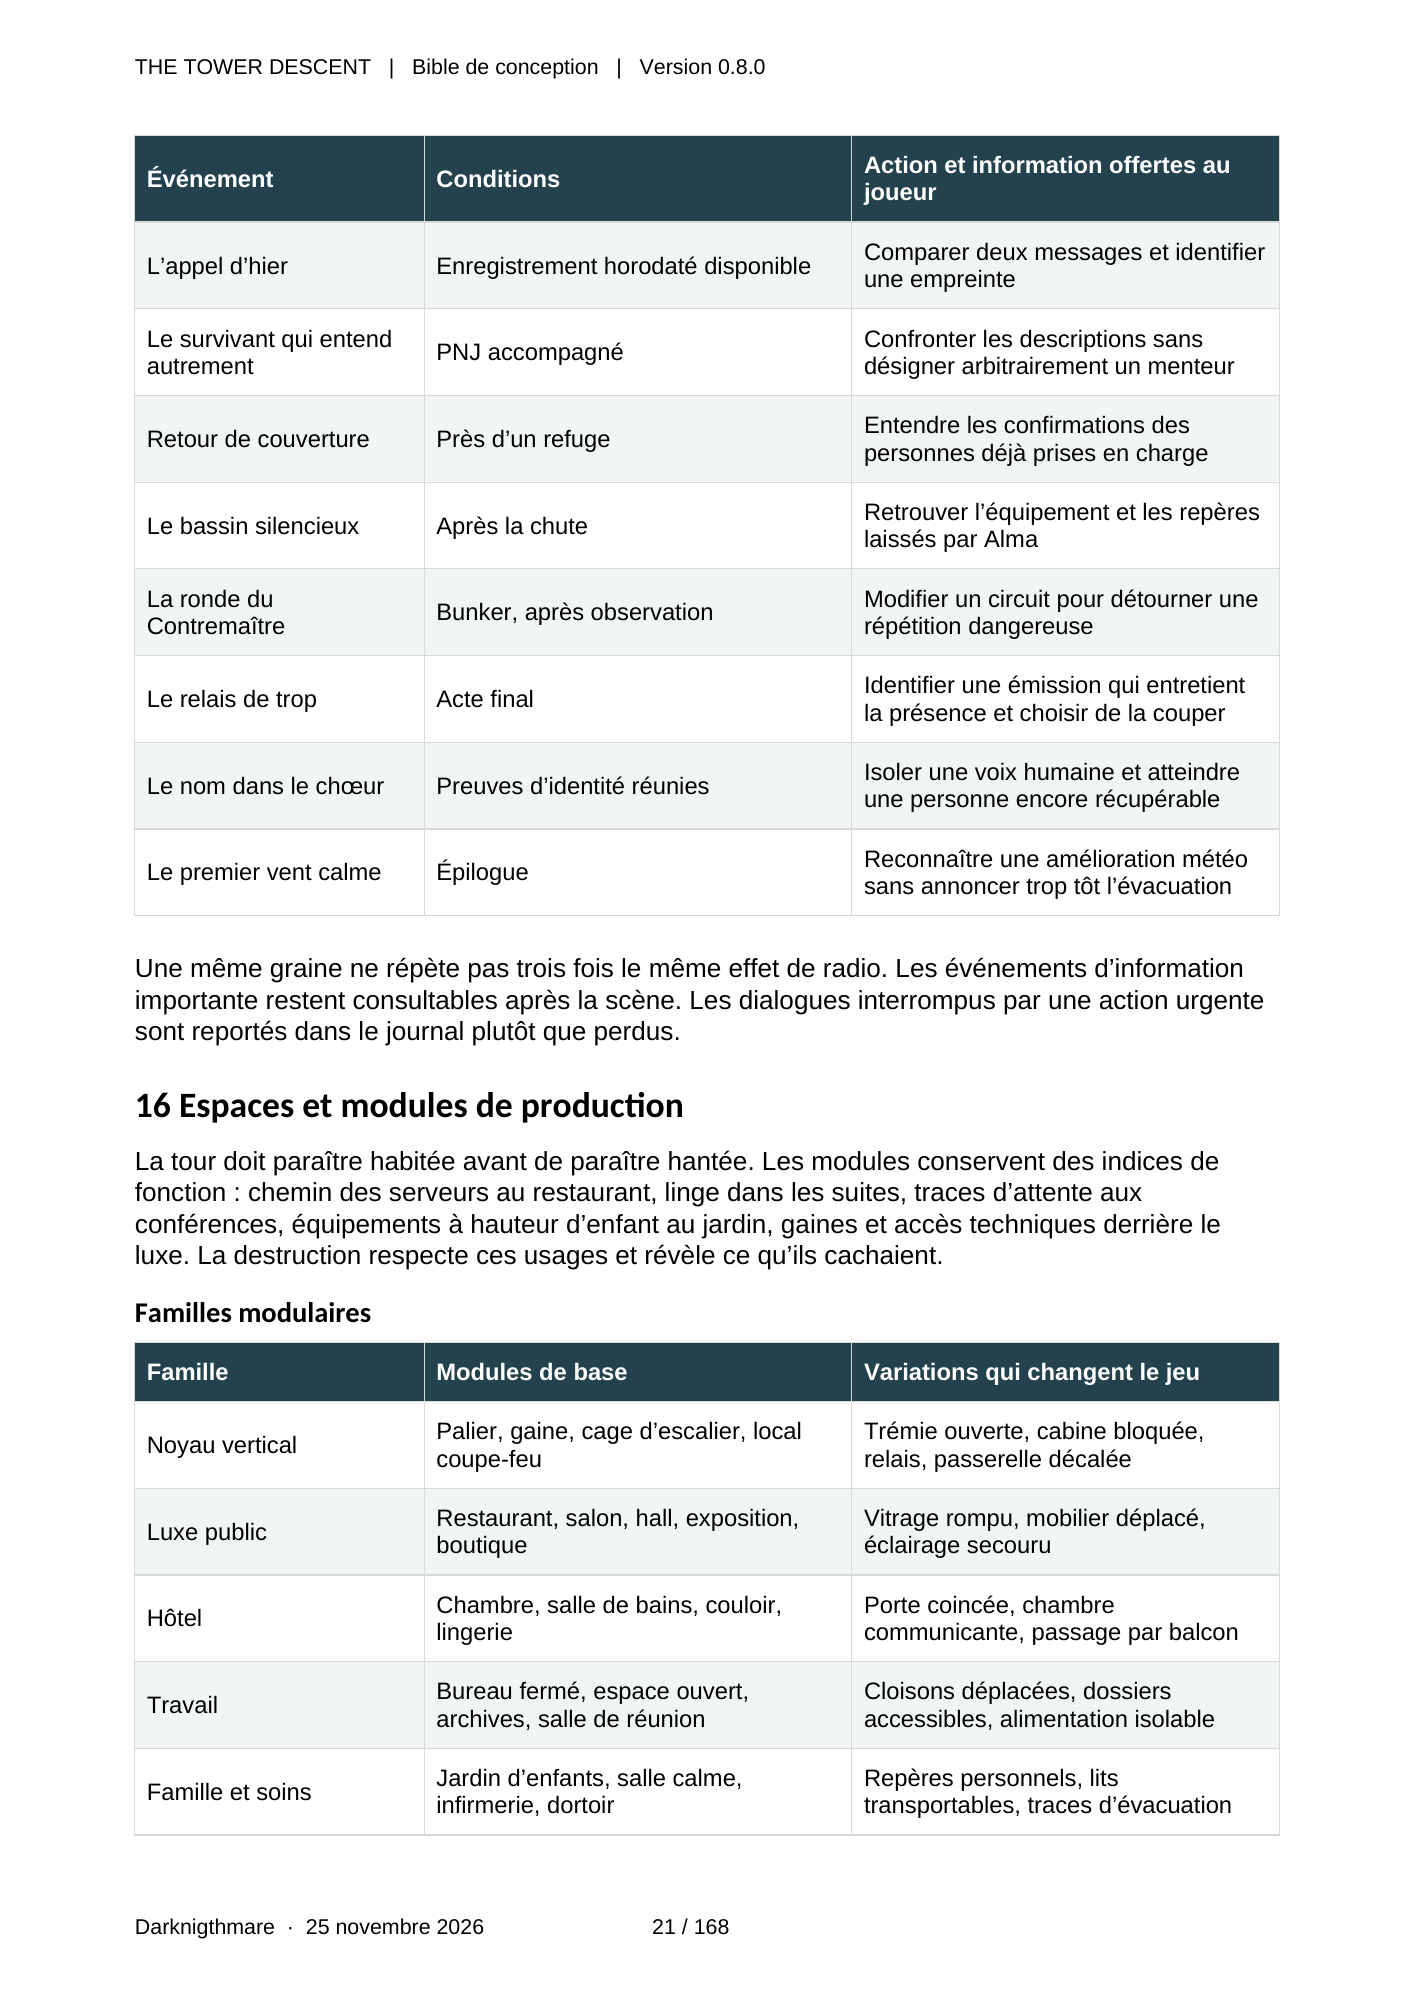 THE TOWER DESCENT | Bible de conception | Version 0.8.0
Événement
Conditions
Action et information offertes au
joueur
L’appel d’hier
Enregistrement horodaté disponible
Comparer deux messages et identifier
une empreinte
Le survivant qui entend
autrement
PNJ accompagné
Confronter les descriptions sans
désigner arbitrairement un menteur
Retour de couverture
Près d’un refuge
Entendre les confirmations des
personnes déjà prises en charge
Le bassin silencieux
Après la chute
Retrouver l’équipement et les repères
laissés par Alma
La ronde du
Contremaître
Bunker, après observation
Modifier un circuit pour détourner une
répétition dangereuse
Le relais de trop
Acte final
Identifier une émission qui entretient
la présence et choisir de la couper
Le nom dans le chœur
Preuves d’identité réunies
Isoler une voix humaine et atteindre
une personne encore récupérable
Le premier vent calme
Épilogue
Reconnaître une amélioration météo
sans annoncer trop tôt l’évacuation
Une même graine ne répète pas trois fois le même effet de radio. Les événements d’information
importante restent consultables après la scène. Les dialogues interrompus par une action urgente
sont reportés dans le journal plutôt que perdus.
16 Espaces et modules de production
La tour doit paraître habitée avant de paraître hantée. Les modules conservent des indices de
fonction : chemin des serveurs au restaurant, linge dans les suites, traces d’attente aux
conférences, équipements à hauteur d’enfant au jardin, gaines et accès techniques derrière le
luxe. La destruction respecte ces usages et révèle ce qu’ils cachaient.
Familles modulaires
Famille
Modules de base
Variations qui changent le jeu
Noyau vertical
Palier, gaine, cage d’escalier, local
coupe-feu
Trémie ouverte, cabine bloquée,
relais, passerelle décalée
Luxe public
Restaurant, salon, hall, exposition,
boutique
Vitrage rompu, mobilier déplacé,
éclairage secouru
Hôtel
Chambre, salle de bains, couloir,
lingerie
Porte coincée, chambre
communicante, passage par balcon
Travail
Bureau fermé, espace ouvert,
archives, salle de réunion
Cloisons déplacées, dossiers
accessibles, alimentation isolable
Famille et soins
Jardin d’enfants, salle calme,
infirmerie, dortoir
Repères personnels, lits
transportables, traces d’évacuation
Darknigthmare · 25 novembre 2026
21 / 168